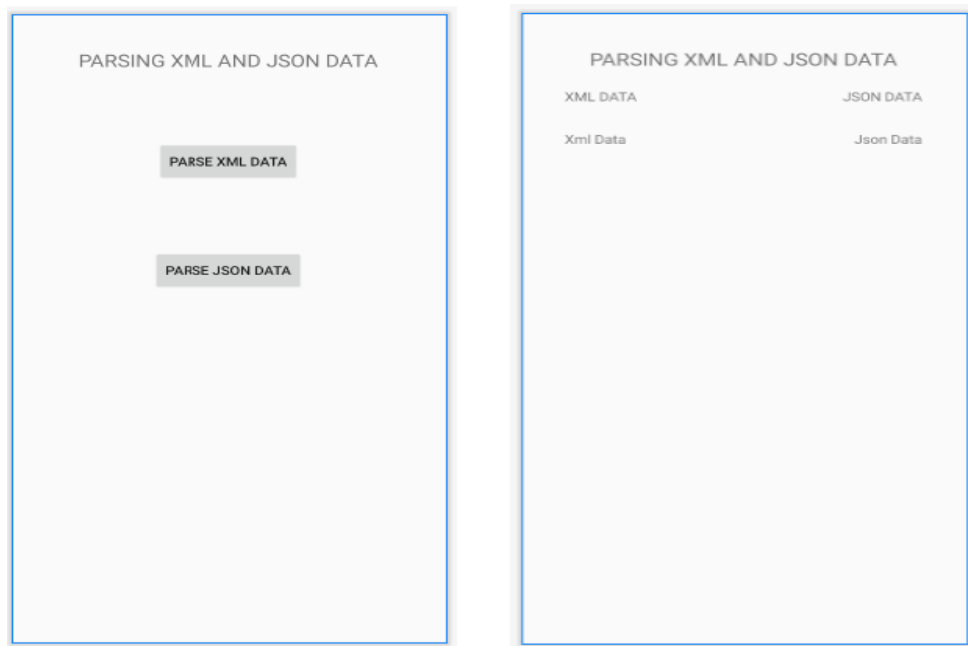 PARSING XML AND JSON DATA
PARSE XML DATA
PARSE JSON DATA
PARSING XML AND JSON DATA
XML DATA JSON DATA
Xml Data Json Data